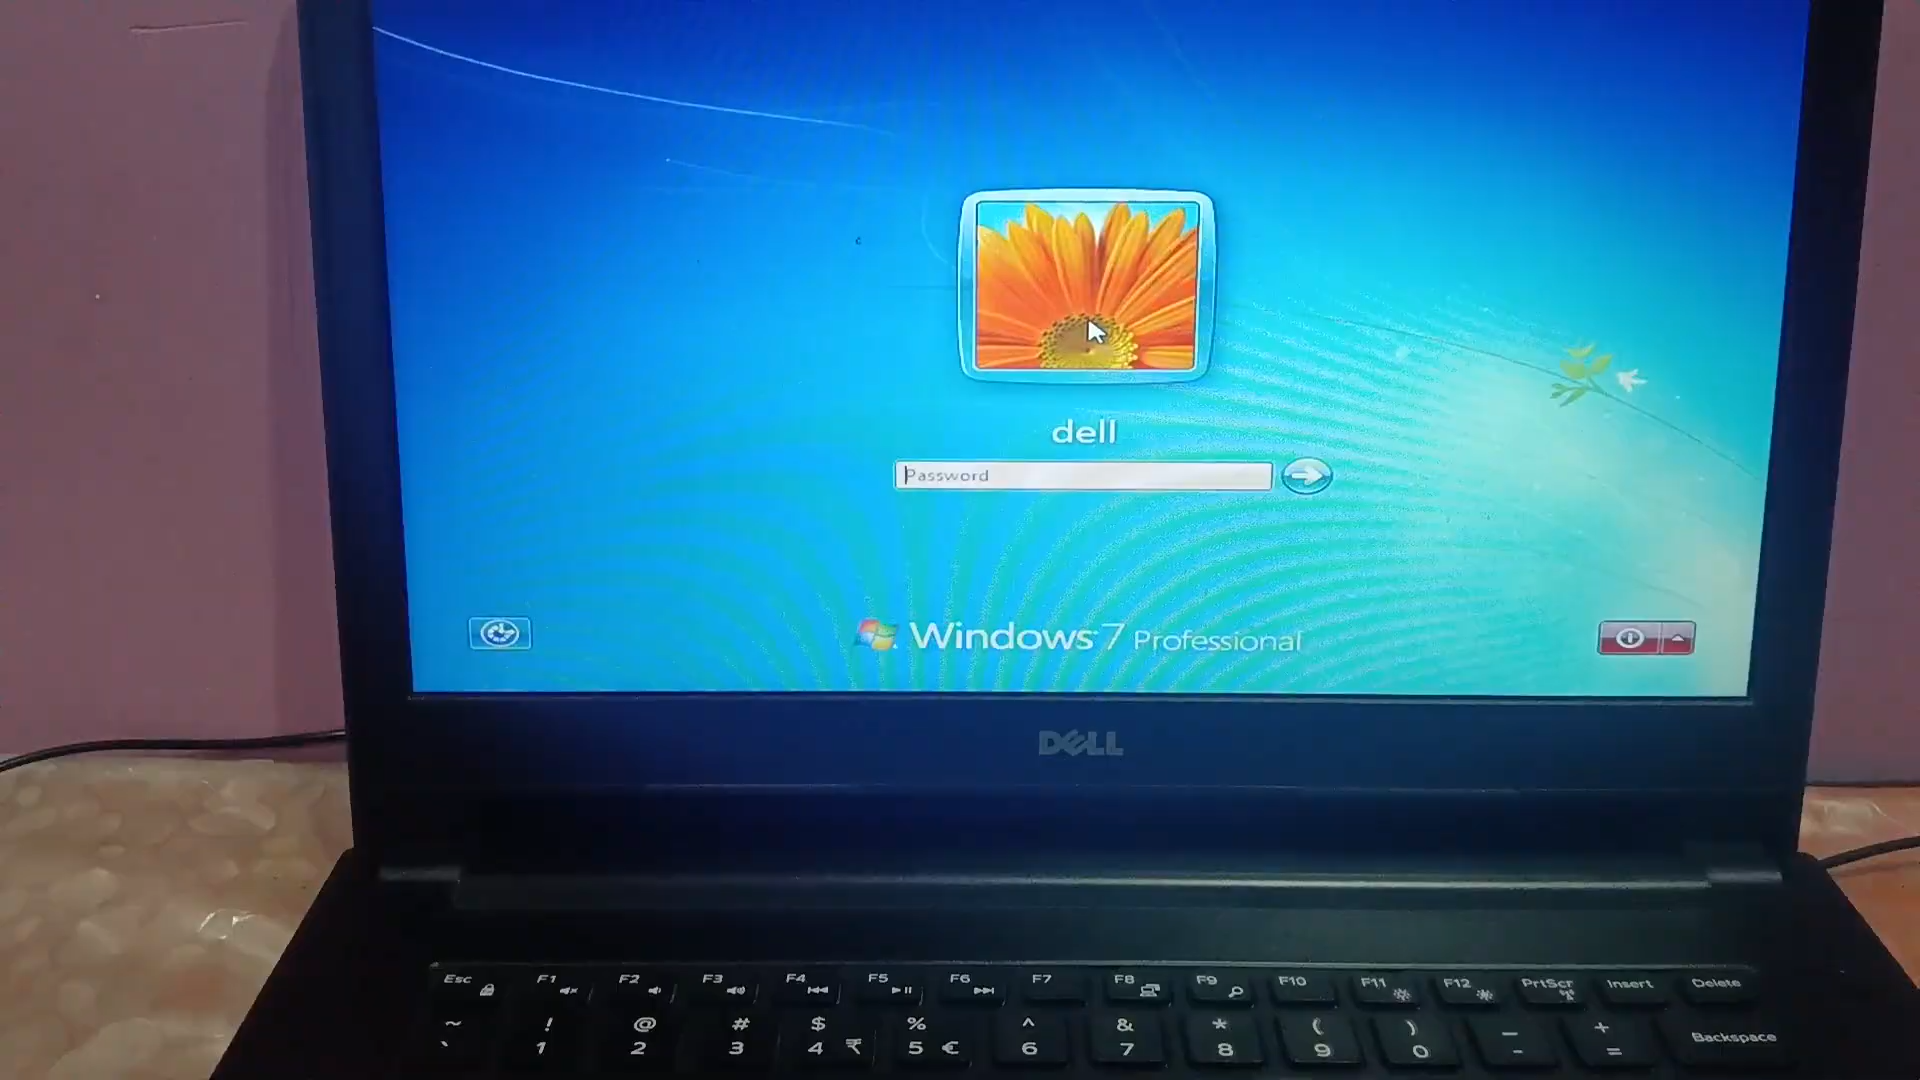 dell
Password
Windows 7 Professional
DELL
Esc F1 F2 F3 F4 F5 F6 F7 F8 F9 F10 F11 F12 PrtScr Insert Delete
~ ! @ # $ % ^ & * ( ) _ +
` 1 2 3 4 ₹ 5 € 6 7 8 9 0 - = Backspace